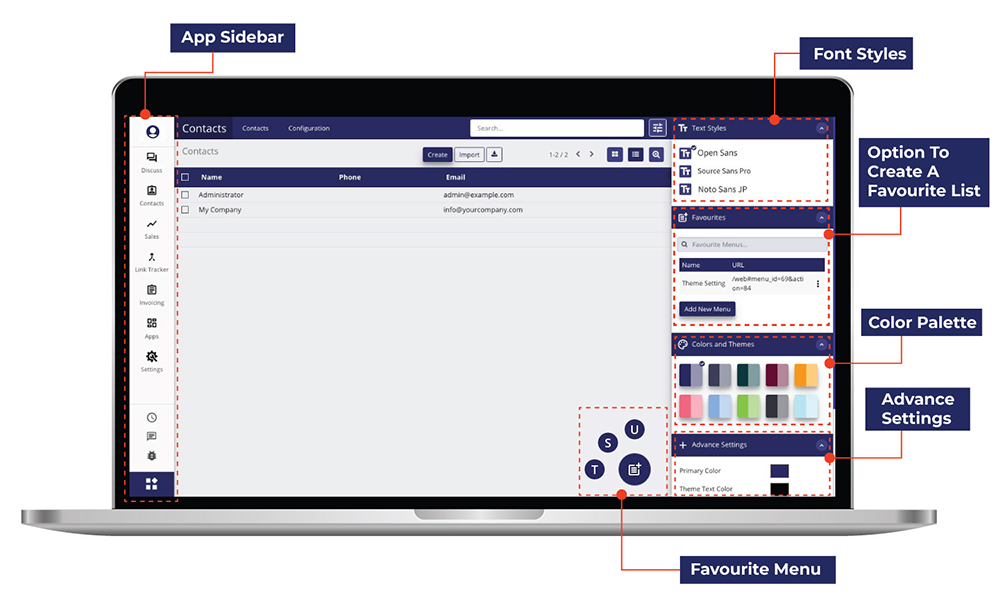 App Sidebar
Font Styles
Option To
Create A
Favourite List
Color Palette
Advance
Settings
Favourite Menu
Discuss
Contacts
Sales
Link Tracker
Invoicing
Apps
Settings
Contacts Contacts Configuration Search...
Contacts
Create Import 1-2 / 2
Name Phone Email
Administrator admin@example.com
My Company info@yourcompany.com
U
S
T
Text Styles
Open Sans
Source Sans Pro
Noto Sans JP
Favourites
Favourite Menus...
Name URL
Theme Setting /web#menu_id=69&acti
on=84
Add New Menu
Colors and Themes
Advance Settings
Primary Color
Theme Text Color